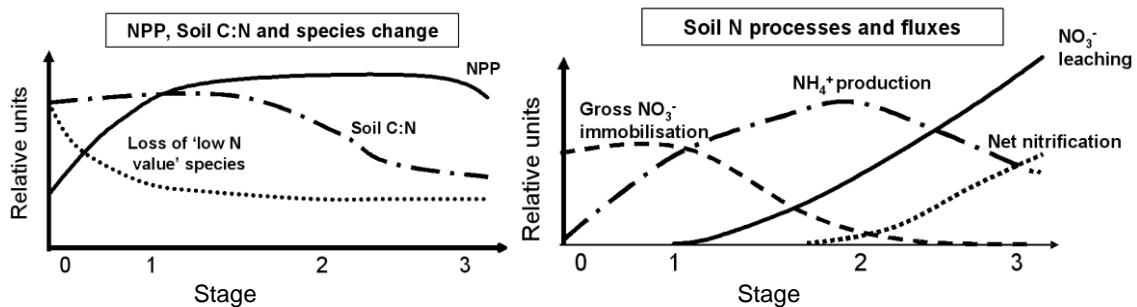 NPP, Soil C:N and species change
Relative units
NPP
Loss of 'low N
value' species
Soil C:N
0
1
2
3
Stage
Soil N processes and fluxes
Relative units
NO₃⁻
leaching
NH₄⁺ production
Gross NO₃⁻
immobilisation
Net nitrification
0
1
2
3
Stage